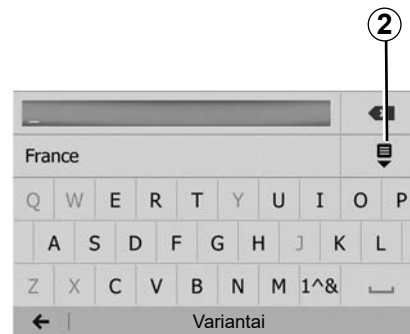 2
_
France
Q W E R T Y U I O P
A S D F G H J K L
Z X C V B N M 1^&
Variantai